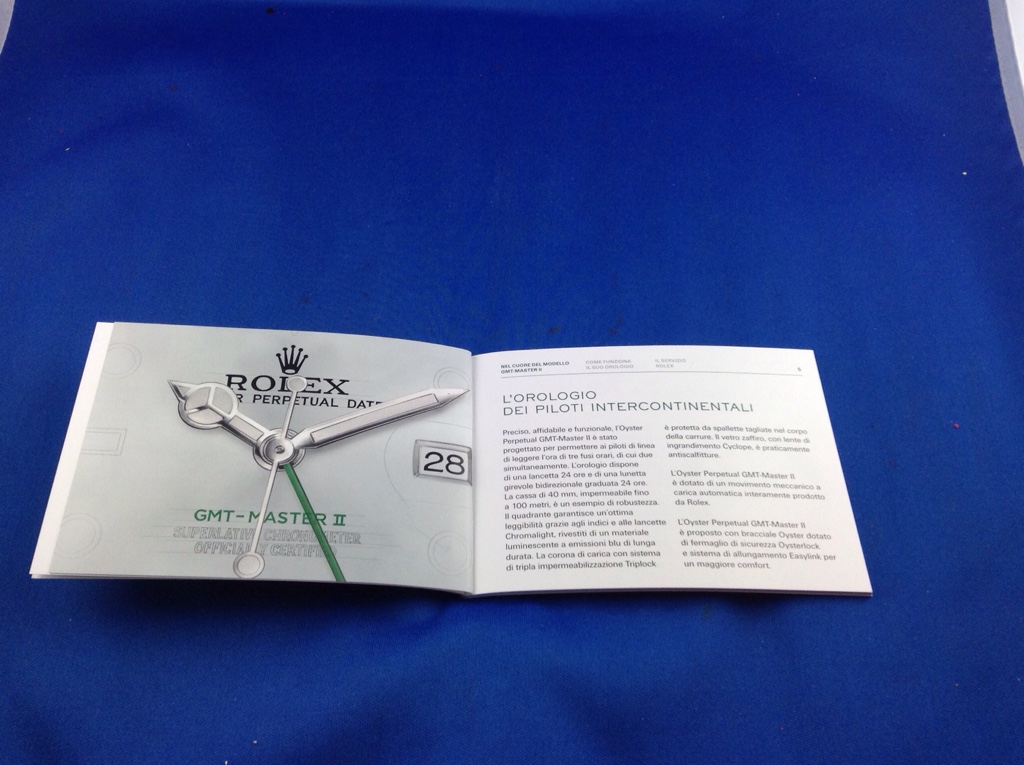 ROLEX
R PERPETUAL DATE
28
GMT-MASTER II
SUPERLATIVE CHRONOMETER
OFFICIALLY CERTIFIED
NEL CUORE DEL MODELLO
GMT-MASTER II
COME FUNZIONA
IL SUO OROLOGIO
IL SERVIZIO
ROLEX
5
L'OROLOGIO
DEI PILOTI INTERCONTINENTALI
Preciso, affidabile e funzionale, l'Oyster
Perpetual GMT-Master II è stato
progettato per permettere ai piloti di linea
di leggere l'ora di tre fusi orari, di cui due
simultaneamente. L'orologio dispone
di una lancetta 24 ore e di una lunetta
girevole bidirezionale graduata 24 ore.
La cassa di 40 mm, impermeabile fino
a 100 metri, è un esempio di robustezza.
Il quadrante garantisce un'ottima
leggibilità grazie agli indici e alle lancette
Chromalight, rivestiti di un materiale
luminescente a emissioni blu di lunga
durata. La corona di carica con sistema
di tripla impermeabilizzazione Triplock
è protetta da spallette tagliate nel corpo
della carrure. Il vetro zaffiro, con lente di
ingrandimento Cyclope, è praticamente
antiscalfitture.
L'Oyster Perpetual GMT-Master II
è dotato di un movimento meccanico a
carica automatica interamente prodotto
da Rolex.
L'Oyster Perpetual GMT-Master II
è proposto con bracciale Oyster dotato
di fermaglio di sicurezza Oysterlock
e sistema di allungamento Easylink per
un maggiore comfort.